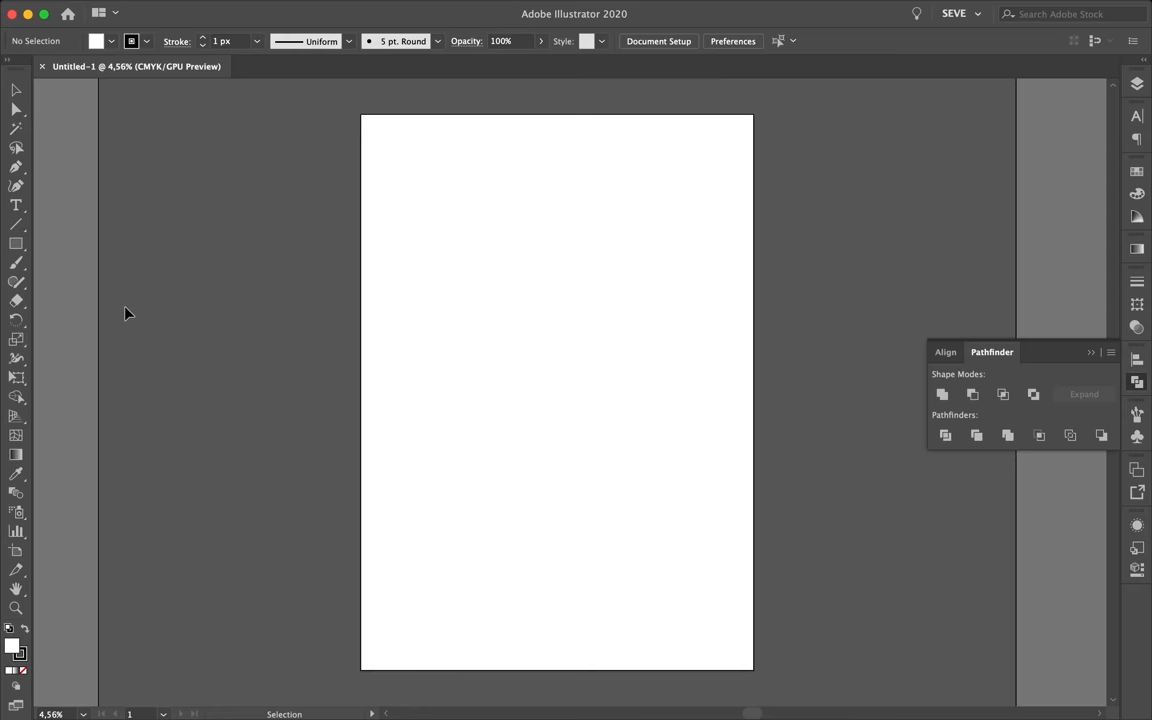 Adobe Illustrator 2020
SEVE
Search Adobe Stock
No Selection
Stroke:
1 px
Uniform
5 pt. Round
Opacity:
100%
Style:
Document Setup
Preferences
Untitled-1 @ 4,56% (CMYK/GPU Preview)
Align
Pathfinder
Shape Modes:
Expand
Pathfinders:
4,56%
1
Selection